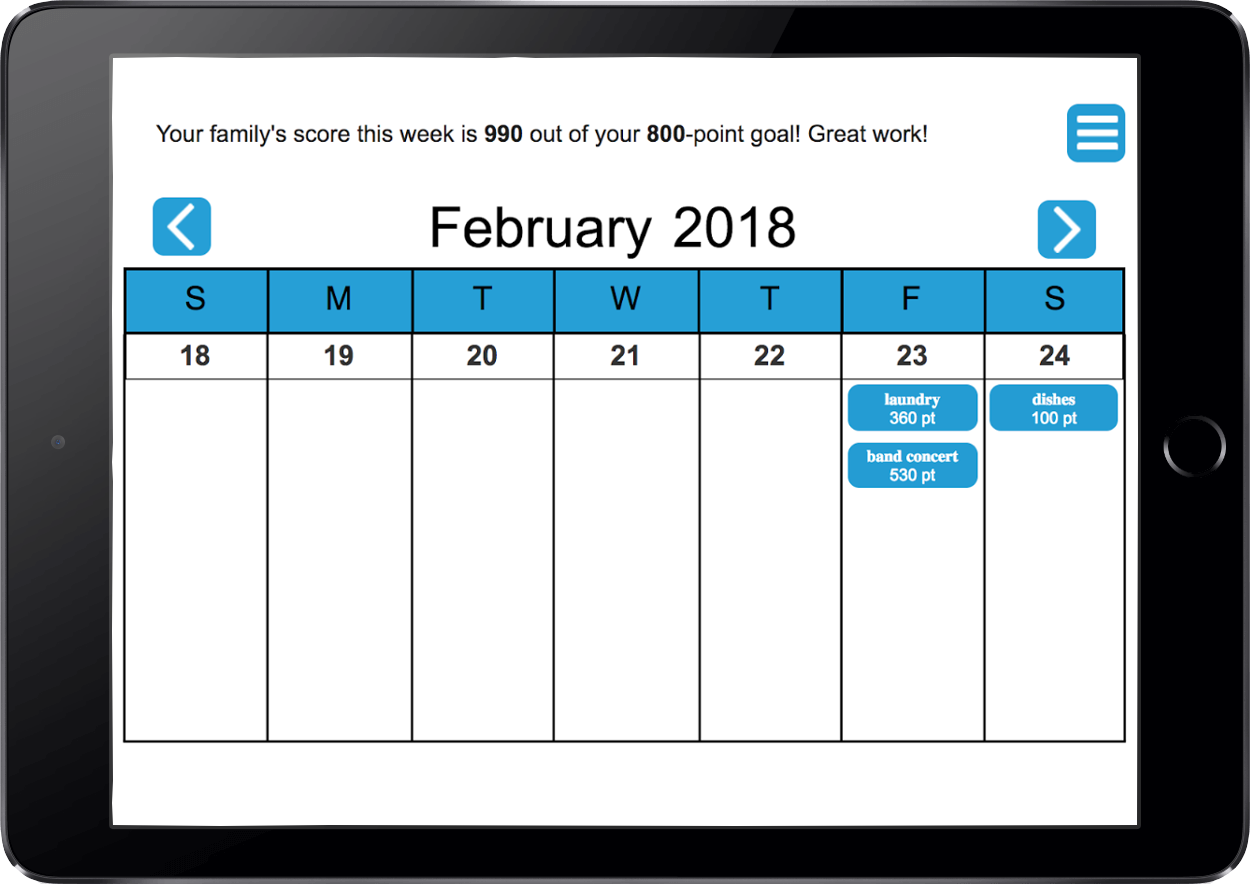 Your family's score this week is 990 out of your 800-point goal! Great work!
February 2018
S M T W T F S
18 19 20 21 22 23 24
laundry
360 pt
band concert
530 pt
dishes
100 pt